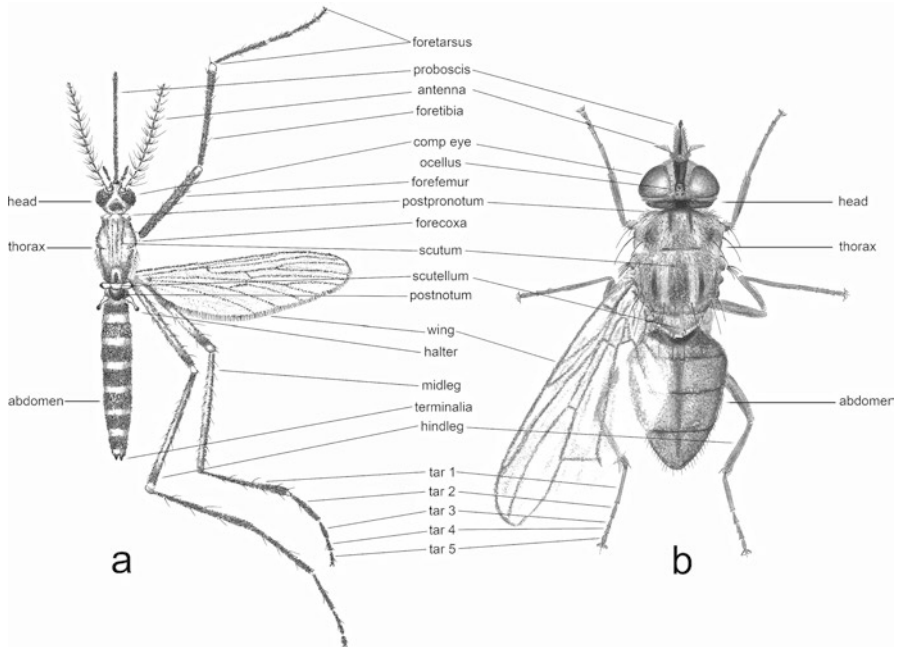 foretarsus
proboscis
antenna
foretibia
comp eye
ocellus
forefemur
head
postpronotum
head
forecoxa
thorax
scutum
thorax
scutellum
postnotum
wing
halter
midleg
abdomen
terminalia
abdomen
hindleg
tar 1
tar 2
tar 3
tar 4
tar 5
a
b